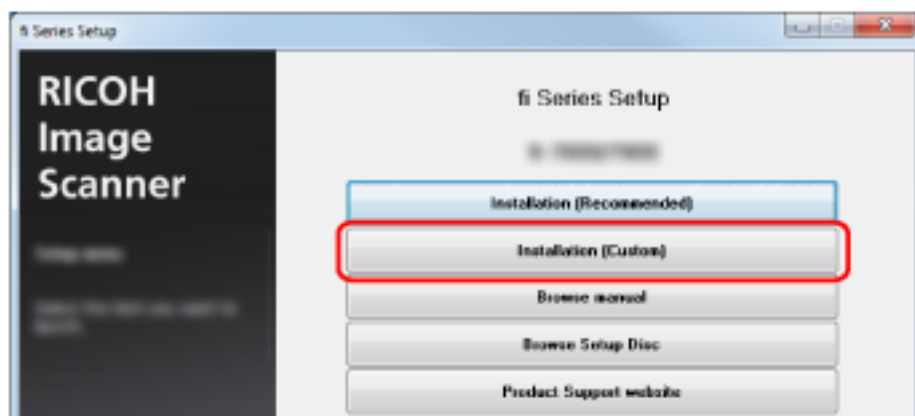 fi Series Setup
RICOH
Image
Scanner
fi Series Setup
Installation (Recommended)
Installation (Custom)
Browse manual
Browse Setup Disc
Product Support website